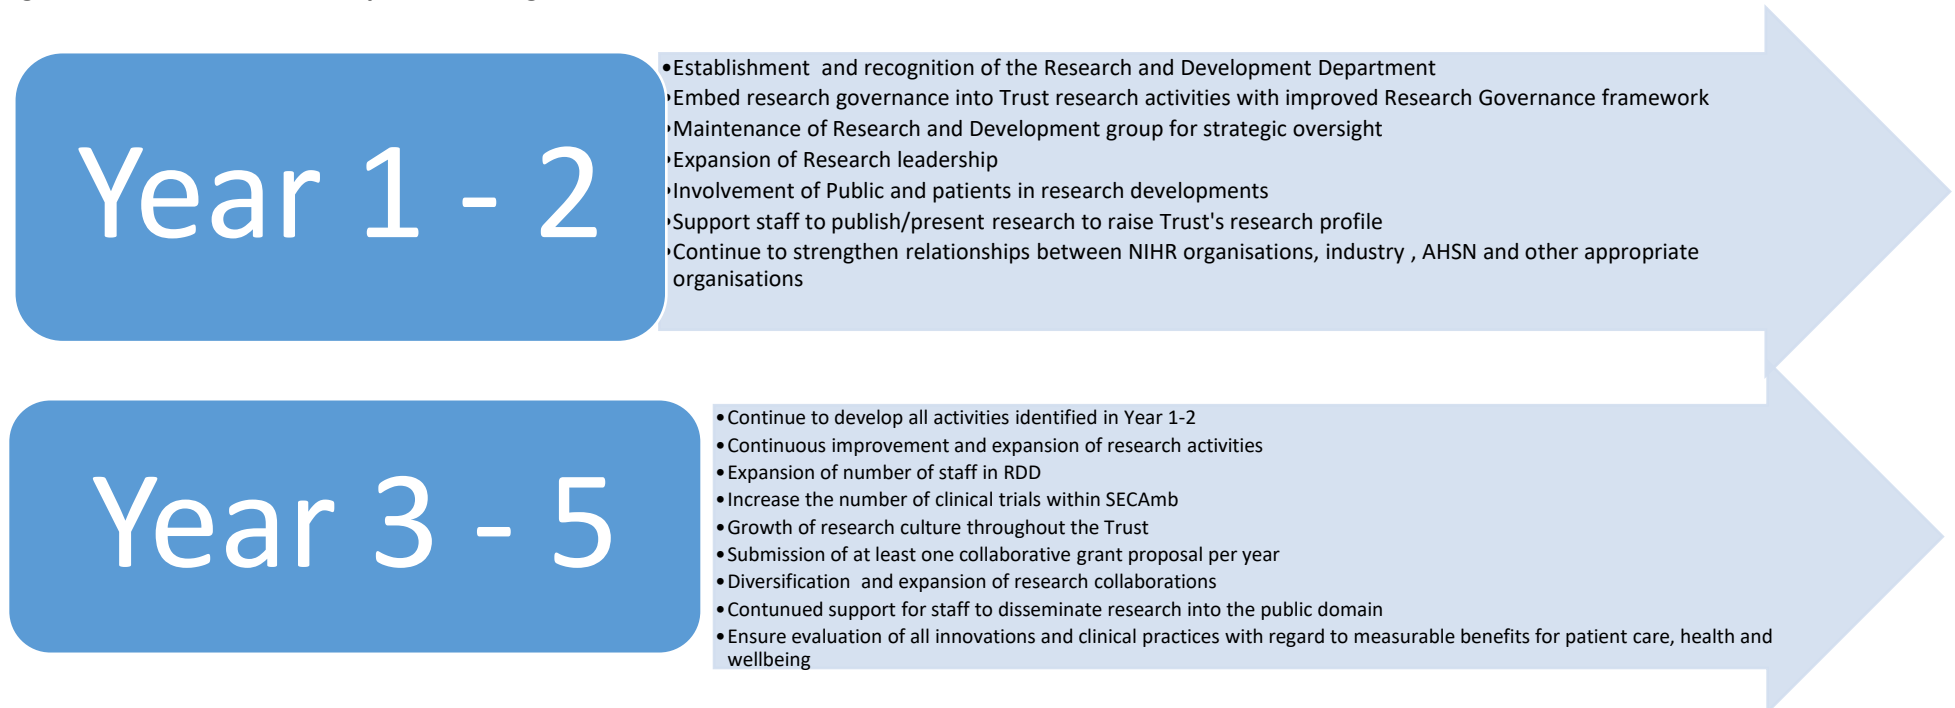 Year 1 - 2
•Establishment  and recognition of the Research and Development Department
•Embed research governance into Trust research activities with improved Research Governance framework
•Maintenance of Research and Development group for strategic oversight
•Expansion of Research leadership
•Involvement of Public and patients in research developments
•Support staff to publish/present research to raise Trust's research profile
•Continue to strengthen relationships between NIHR organisations, industry , AHSN and other appropriate
organisations
Year 3 - 5
•Continue to develop all activities identified in Year 1-2
•Continuous improvement and expansion of research activities
•Expansion of number of staff in RDD
•Increase the number of clinical trials within SECAmb
•Growth of research culture throughout the Trust
•Submission of at least one collaborative grant proposal per year
•Diversification  and expansion of research collaborations
•Contunued support for staff to disseminate research into the public domain
•Ensure evaluation of all innovations and clinical practices with regard to measurable benefits for patient care, health and
wellbeing